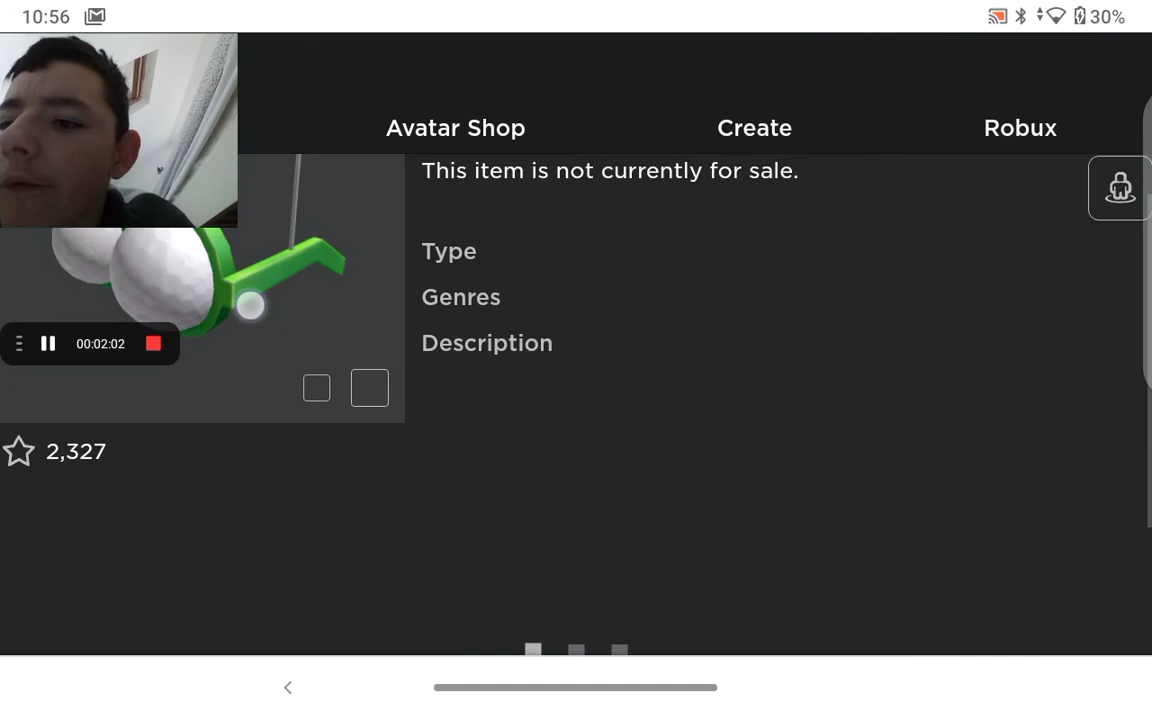 10:56
30%
Avatar Shop Create Robux
This item is not currently for sale.
Type
Genres
Description
00:02:02
2,327